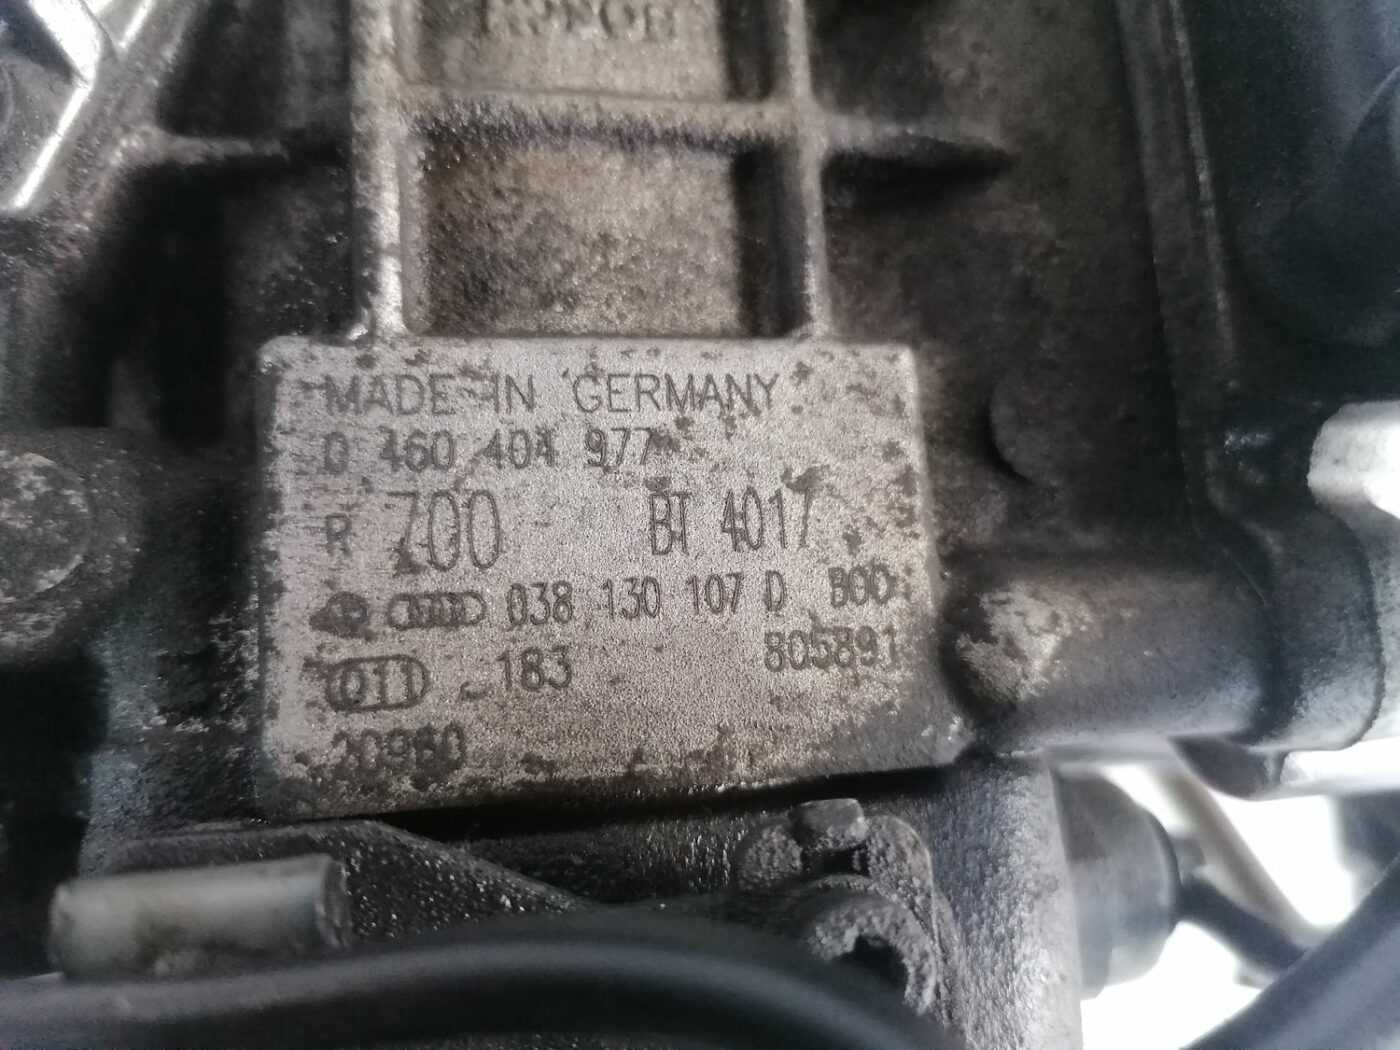 MADE IN GERMANY
0 460 404 977
R 700 BT 4017
038 130 107 D B00
183 805891
20960